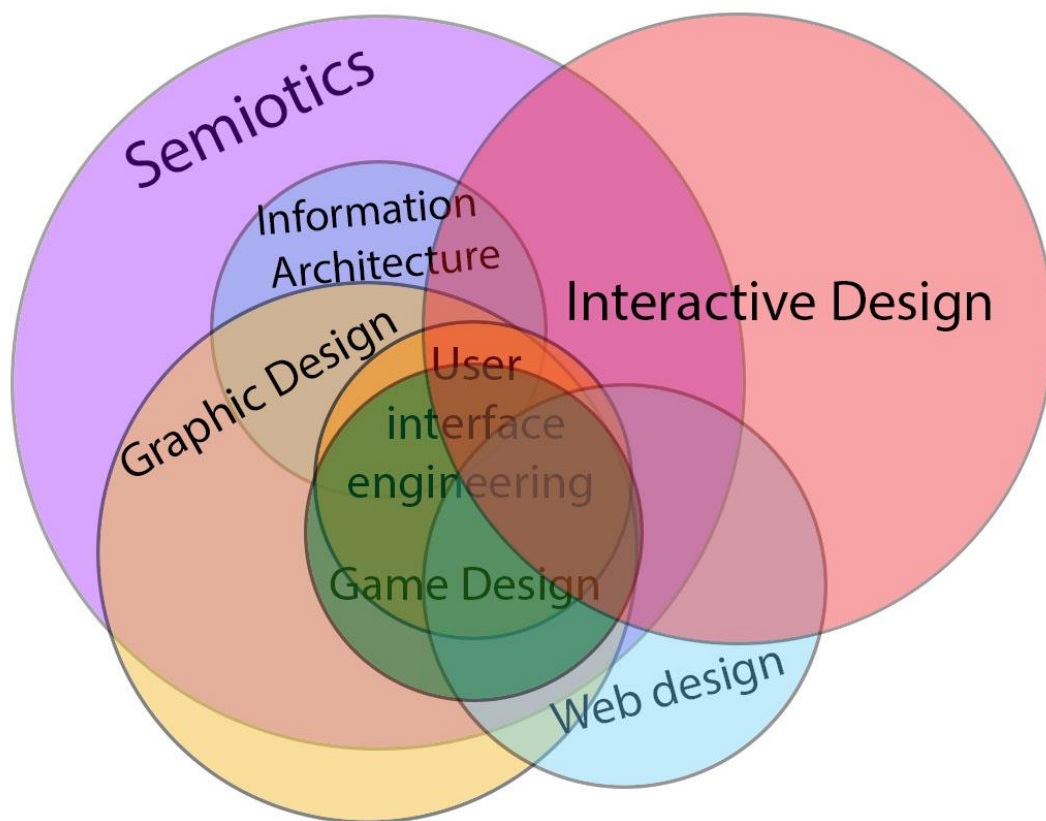 Semiotics
Information
Architecture
Interactive Design
Graphic Design
User
interface
engineering
Game Design
Web design